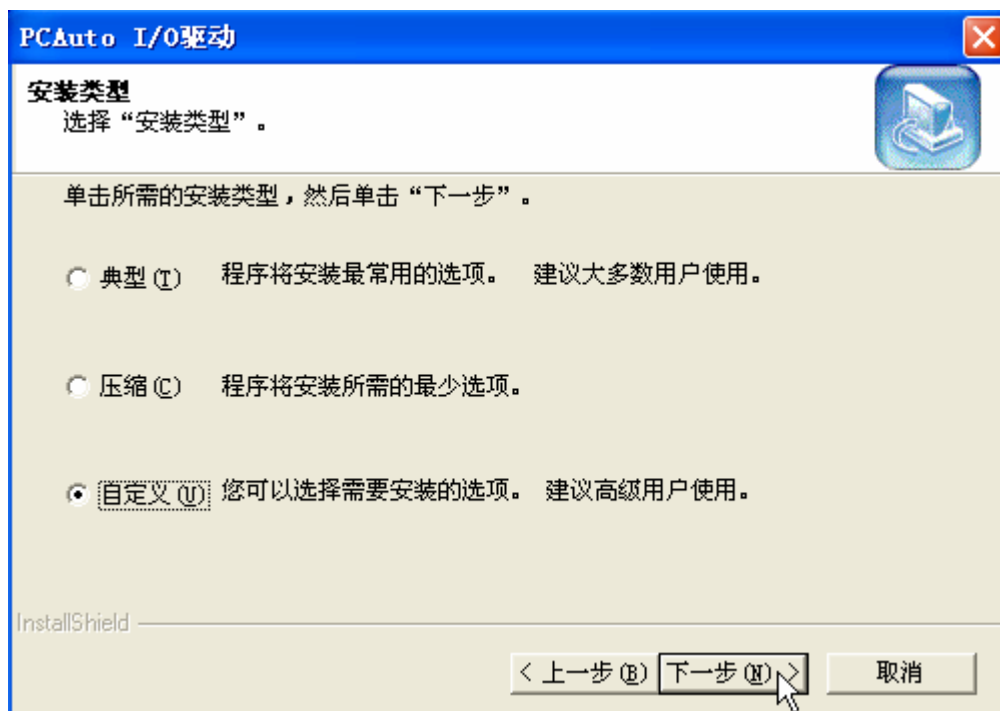 PCAuto I/O驱动
安装类型
选择“安装类型”。
单击所需的安装类型，然后单击“下一步”。
典型(T) 程序将安装最常用的选项。 建议大多数用户使用。
压缩(C) 程序将安装所需的最少选项。
自定义(U) 您可以选择需要安装的选项。 建议高级用户使用。
InstallShield
< 上一步(B) 下一步(N) > 取消